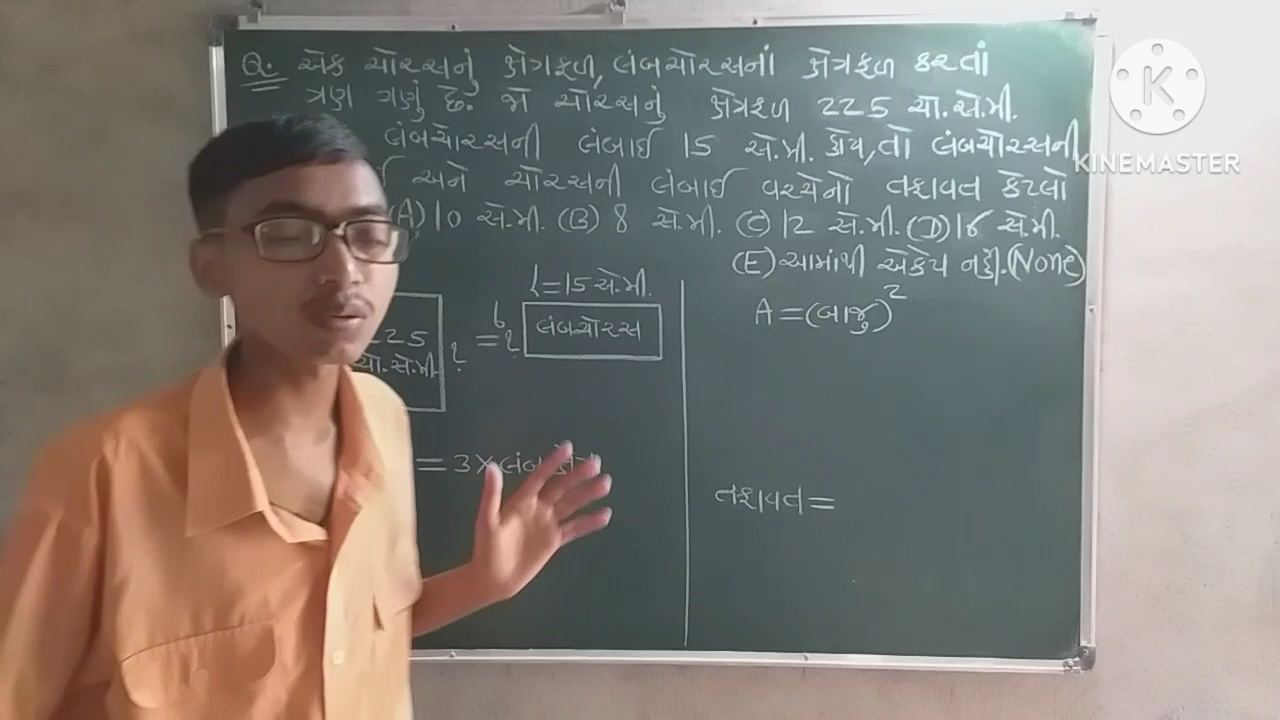 Q. એક ચોરસનું ક્ષેત્રફળ, લંબચોરસનાં ક્ષેત્રફળ કરતાં
ત્રણ ગણું છે. જો ચોરસનું ક્ષેત્રફળ 225 ચો.સે.મી.
લંબચોરસની લંબાઈ 15 સે.મી. હોય, તો લંબચોરસની
અને ચોરસની લંબાઈ વચ્ચેનો તફાવત કેટલો
(A) 10 સે.મી. (B) 8 સે.મી. (C) 12 સે.મી. (D) 16 સે.મી.
(E) આમાંથી એકેય નહીં. (None)
l = 15 સે.મી.
225
ચો.સે.મી. ?
b = ?
લંબચોરસ
A = (બાજુ)²
= 3 ×
તફાવત =
K
KINEMASTER